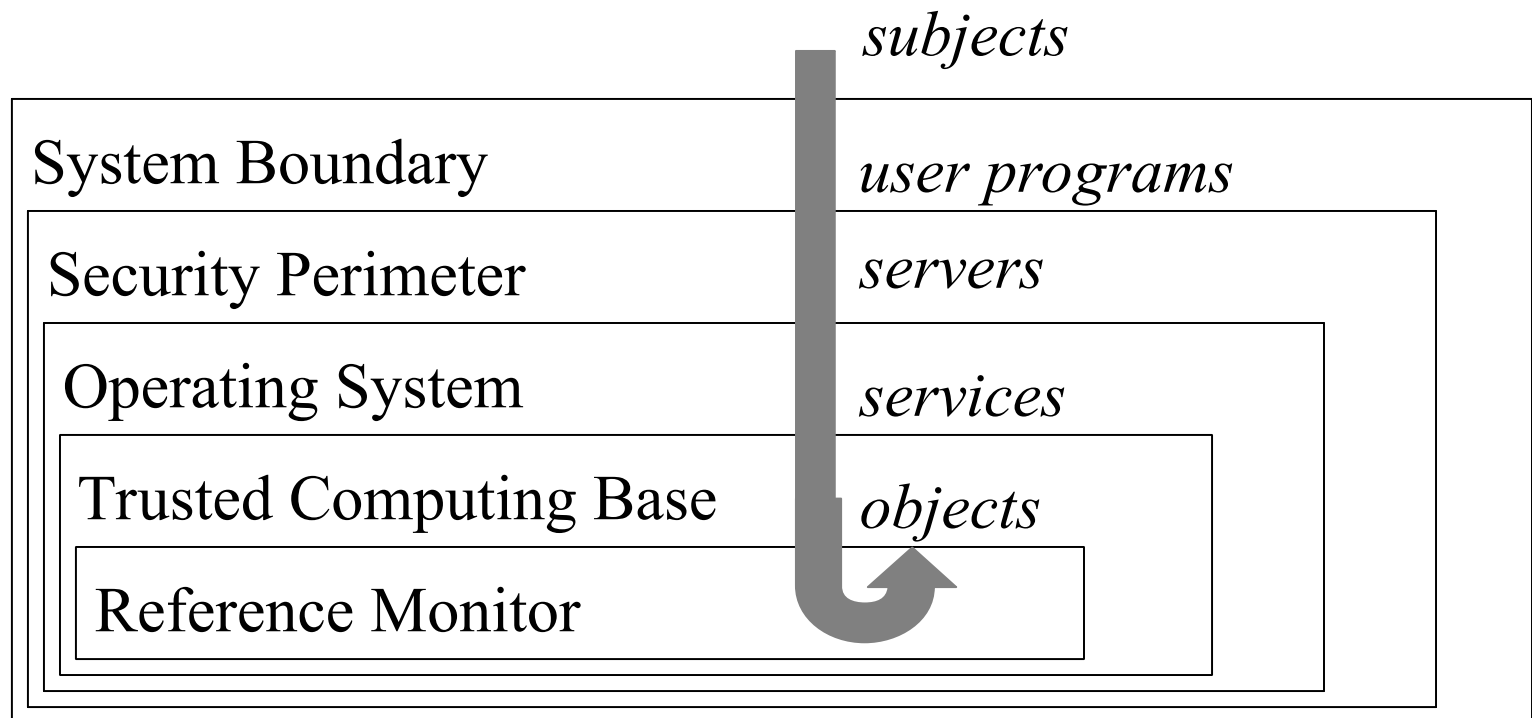 subjects
System Boundary
user programs
Security Perimeter
servers
Operating System
services
Trusted Computing Base
objects
Reference Monitor